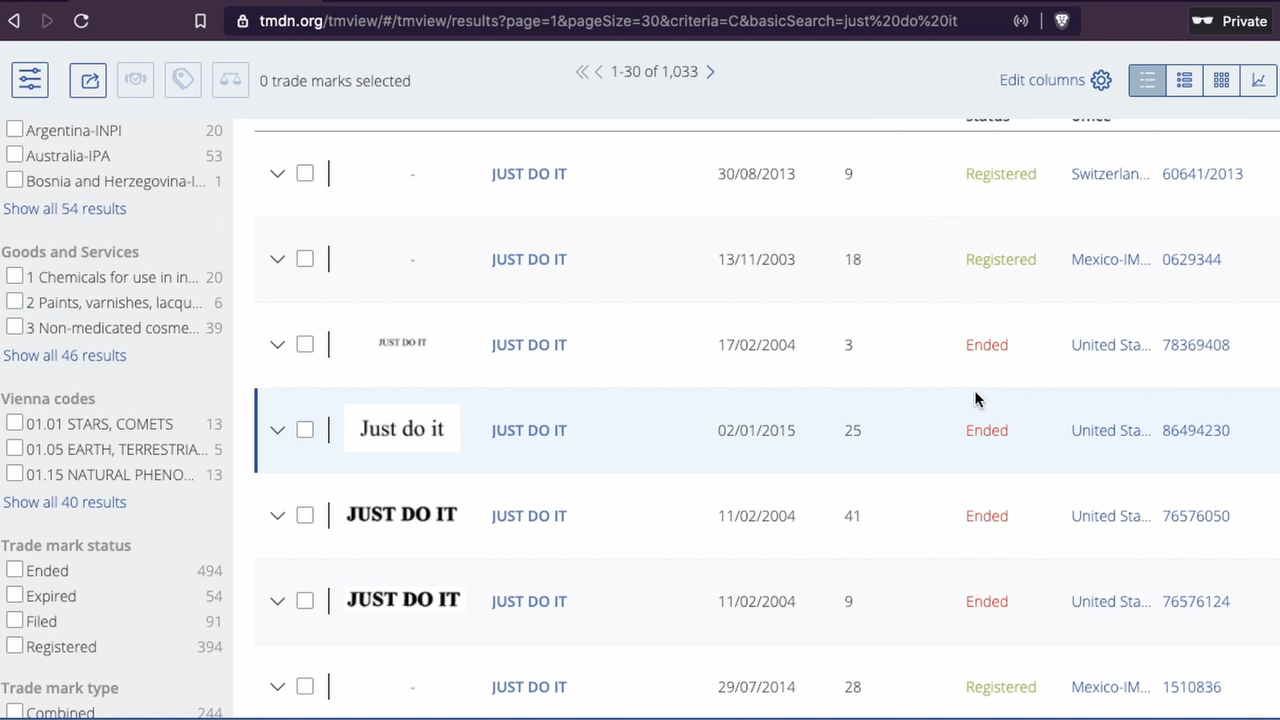 tmdn.org/tmview/#/tmview/results?page=1&pageSize=30&criteria=C&basicSearch=just%20do%20it
Private
0 trade marks selected
1-30 of 1,033
Edit columns
Argentina-INPI 20
Australia-IPA 53
Bosnia and Herzegovina-I... 1
Show all 54 results
Goods and Services
1 Chemicals for use in in... 20
2 Paints, varnishes, lacqu... 6
3 Non-medicated cosme... 39
Show all 46 results
Vienna codes
01.01 STARS, COMETS 13
01.05 EARTH, TERRESTRIA... 5
01.15 NATURAL PHENO... 13
Show all 40 results
Trade mark status
Ended 494
Expired 54
Filed 91
Registered 394
Trade mark type
Combined 244
status office
- JUST DO IT 30/08/2013 9 Registered Switzerlan... 60641/2013
- JUST DO IT 13/11/2003 18 Registered Mexico-IM... 0629344
JUST DO IT JUST DO IT 17/02/2004 3 Ended United Sta... 78369408
Just do it JUST DO IT 02/01/2015 25 Ended United Sta... 86494230
JUST DO IT JUST DO IT 11/02/2004 41 Ended United Sta... 76576050
JUST DO IT JUST DO IT 11/02/2004 9 Ended United Sta... 76576124
- JUST DO IT 29/07/2014 28 Registered Mexico-IM... 1510836